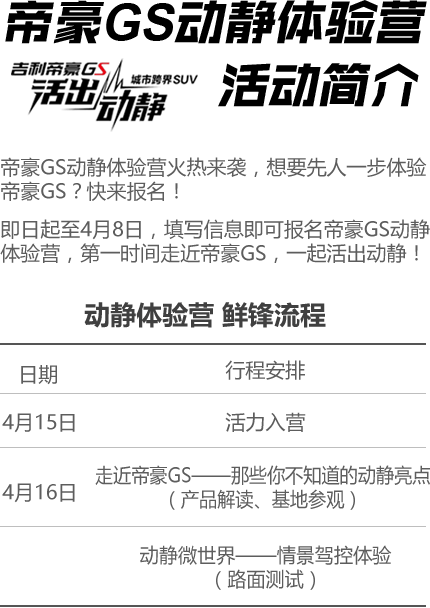 帝豪GS动静体验营
吉利帝豪GS
活出动静
城市跨界SUV
活动简介
帝豪GS动静体验营火热来袭，想要先人一步体验
帝豪GS？快来报名！
即日起至4月8日，填写信息即可报名帝豪GS动静
体验营，第一时间走近帝豪GS，一起活出动静！
动静体验营 鲜锋流程
日期 行程安排
4月15日 活力入营
走近帝豪GS——那些你不知道的动静亮点
4月16日
（产品解读、基地参观）
动静微世界——情景驾控体验
（路面测试）